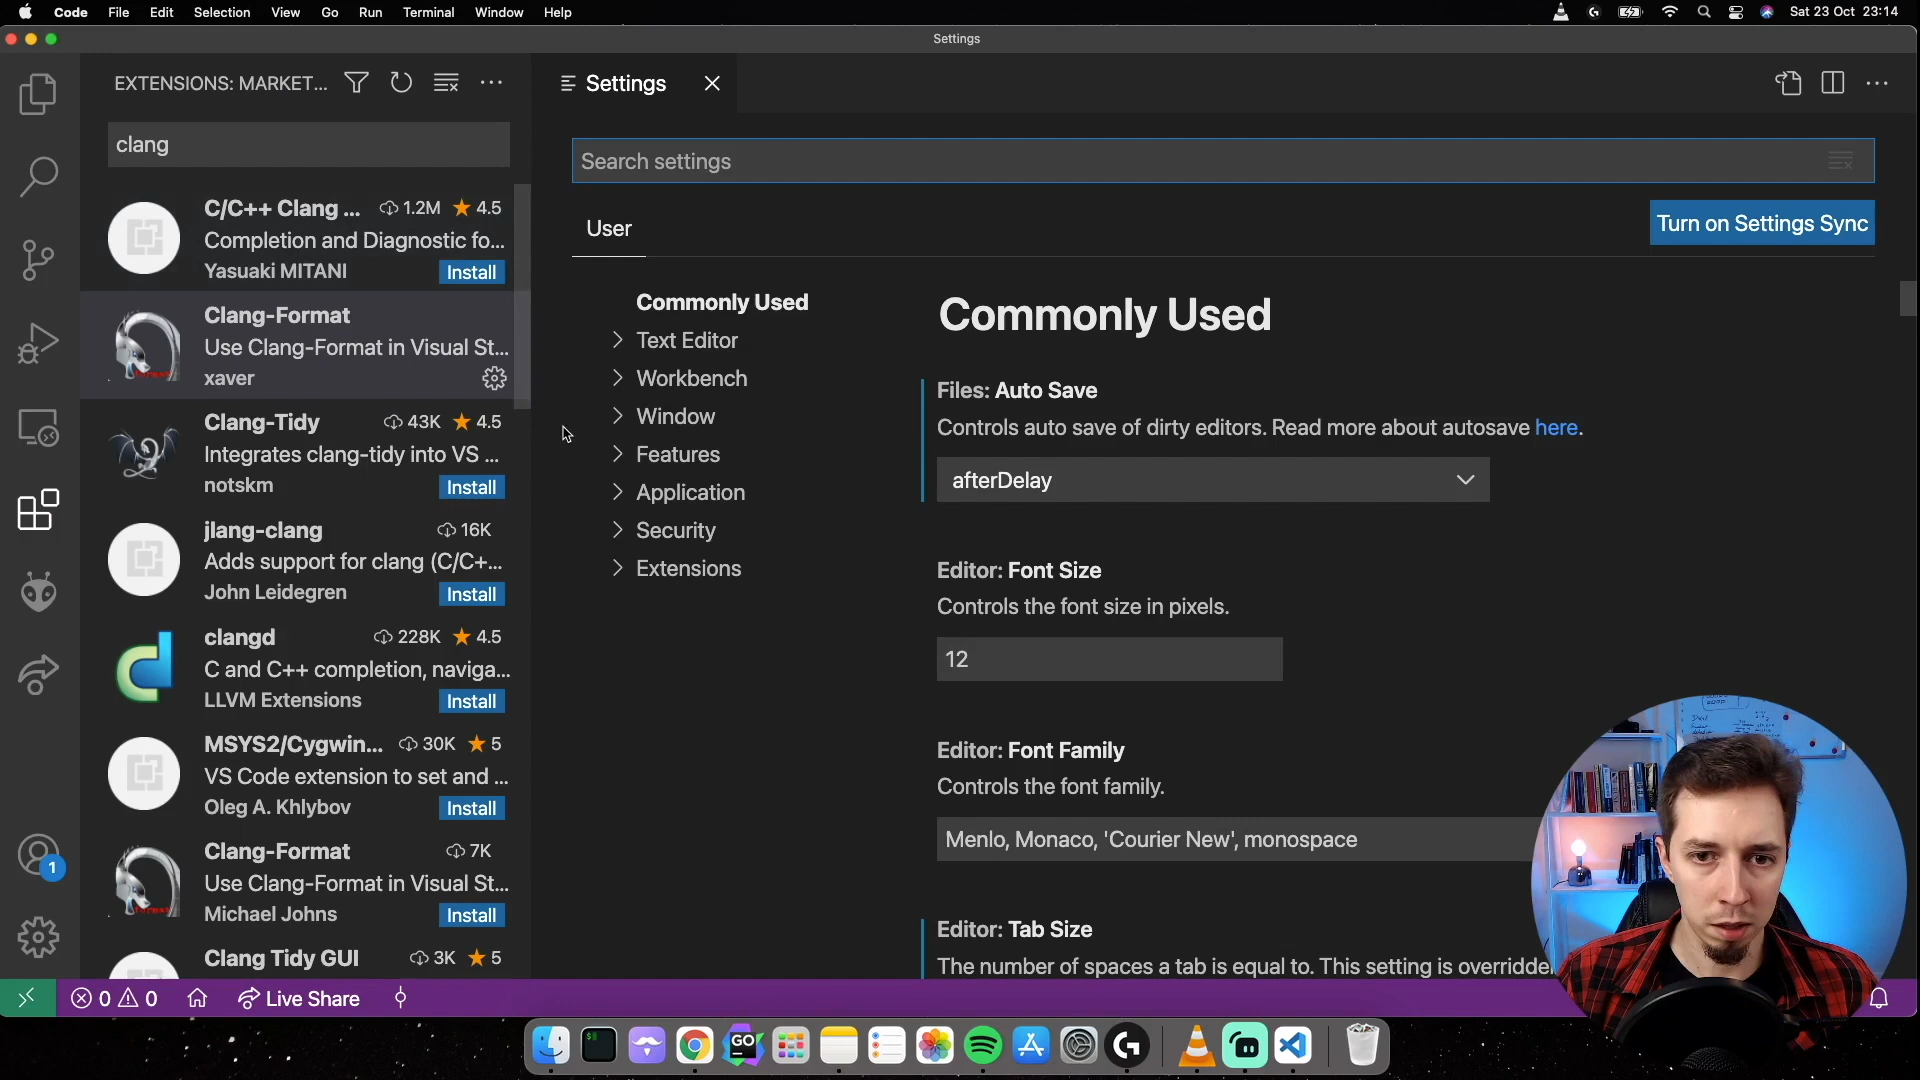 Code File Edit Selection View Go Run Terminal Window Help
Sat 23 Oct 23:14
Settings
EXTENSIONS: MARKET...
Settings
clang
Search settings
User
Turn on Settings Sync
C/C++ Clang ... 1.2M 4.5
Completion and Diagnostic fo...
Yasuaki MITANI Install
Clang-Format
Use Clang-Format in Visual St...
xaver
Clang-Tidy 43K 4.5
Integrates clang-tidy into VS ...
notskm Install
jlang-clang 16K
Adds support for clang (C/C+...
John Leidegren Install
clangd 228K 4.5
C and C++ completion, naviga...
LLVM Extensions Install
MSYS2/Cygwin... 30K 5
VS Code extension to set and ...
Oleg A. Khlybov Install
Clang-Format 7K
Use Clang-Format in Visual St...
Michael Johns Install
Clang Tidy GUI 3K 5
Commonly Used
Text Editor
Workbench
Window
Features
Application
Security
Extensions
Commonly Used
Files: Auto Save
Controls auto save of dirty editors. Read more about autosave here.
afterDelay
Editor: Font Size
Controls the font size in pixels.
12
Editor: Font Family
Controls the font family.
Menlo, Monaco, 'Courier New', monospace
Editor: Tab Size
The number of spaces a tab is equal to. This setting is overridde
1
0 0 Live Share
GO